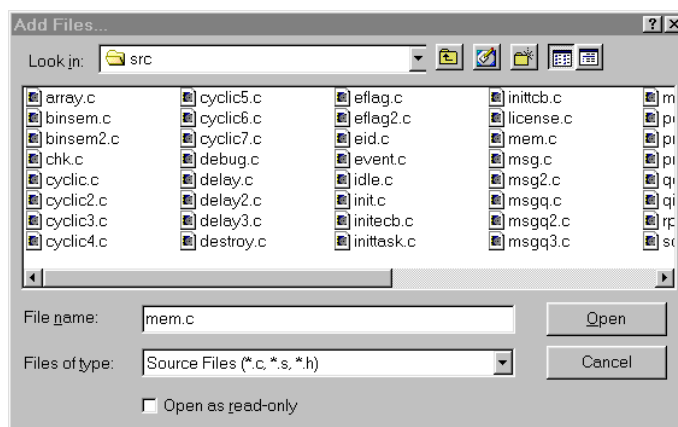 Add Files...
Look in: src
array.c cyclic5.c eflag.c inittcb.c m
binsem.c cyclic6.c eflag2.c license.c p
binsem2.c cyclic7.c eid.c mem.c p
chk.c debug.c event.c msg.c p
cyclic.c delay.c idle.c msg2.c q
cyclic2.c delay2.c init.c msgq.c qi
cyclic3.c delay3.c initecb.c msgq2.c rp
cyclic4.c destroy.c inittask.c msgq3.c s
File name: mem.c Open
Files of type: Source Files (*.c, *.s, *.h) Cancel
Open as read-only